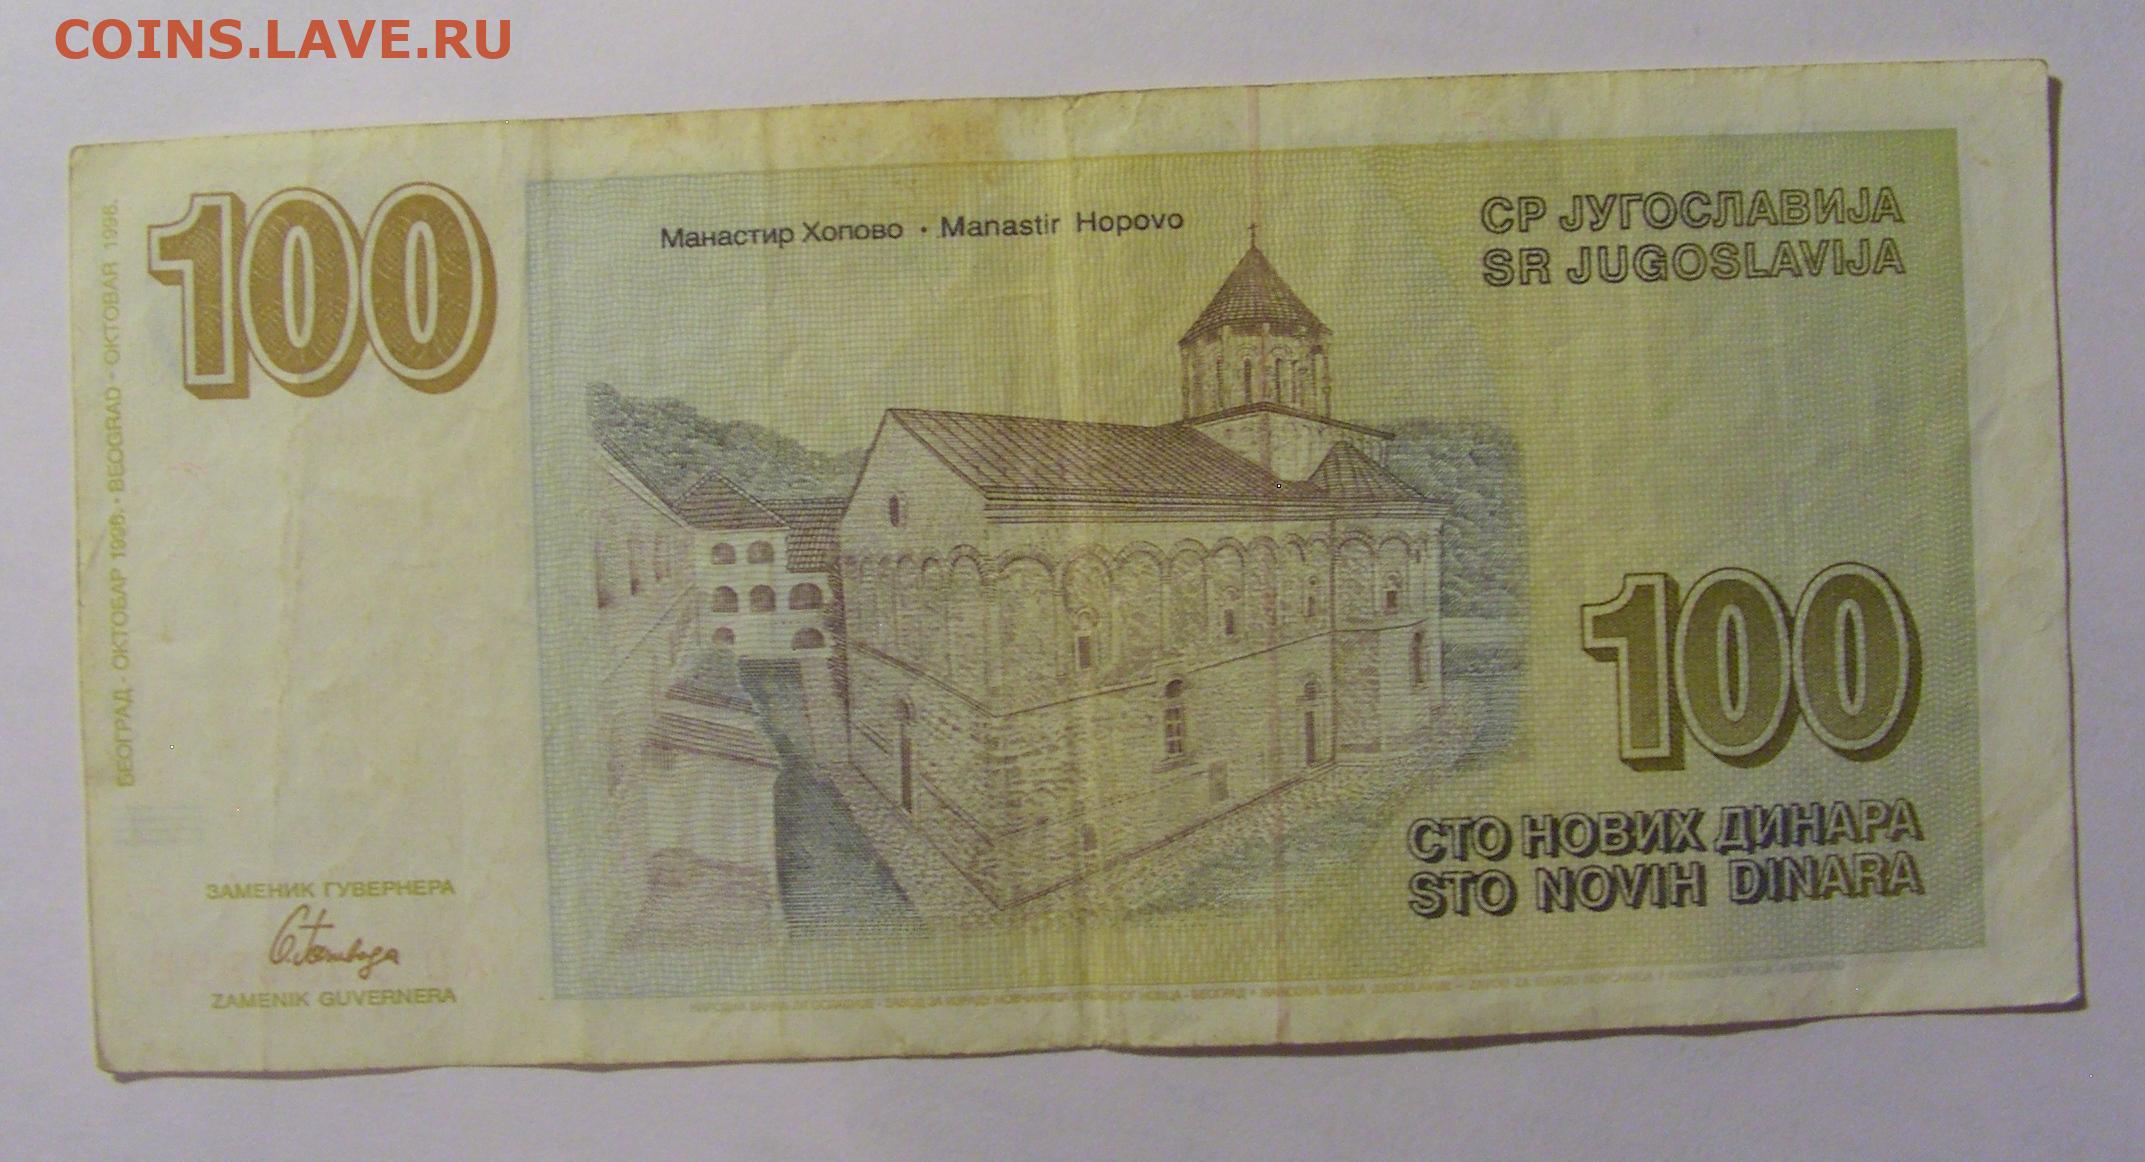 COINS.LAVE.RU
100
Манастир Хопово · Manastir Hopovo
СР ЈУГОСЛАВИЈА
SR JUGOSLAVIJA
БЕОГРАД - ОКТОБАР 1996. · BEOGRAD - OKTOBAR 1996.
100
СТО НОВИХ ДИНАРА
STO NOVIH DINARA
ЗАМЕНИК ГУВЕРНЕРА
ZAMENIK GUVERNERA